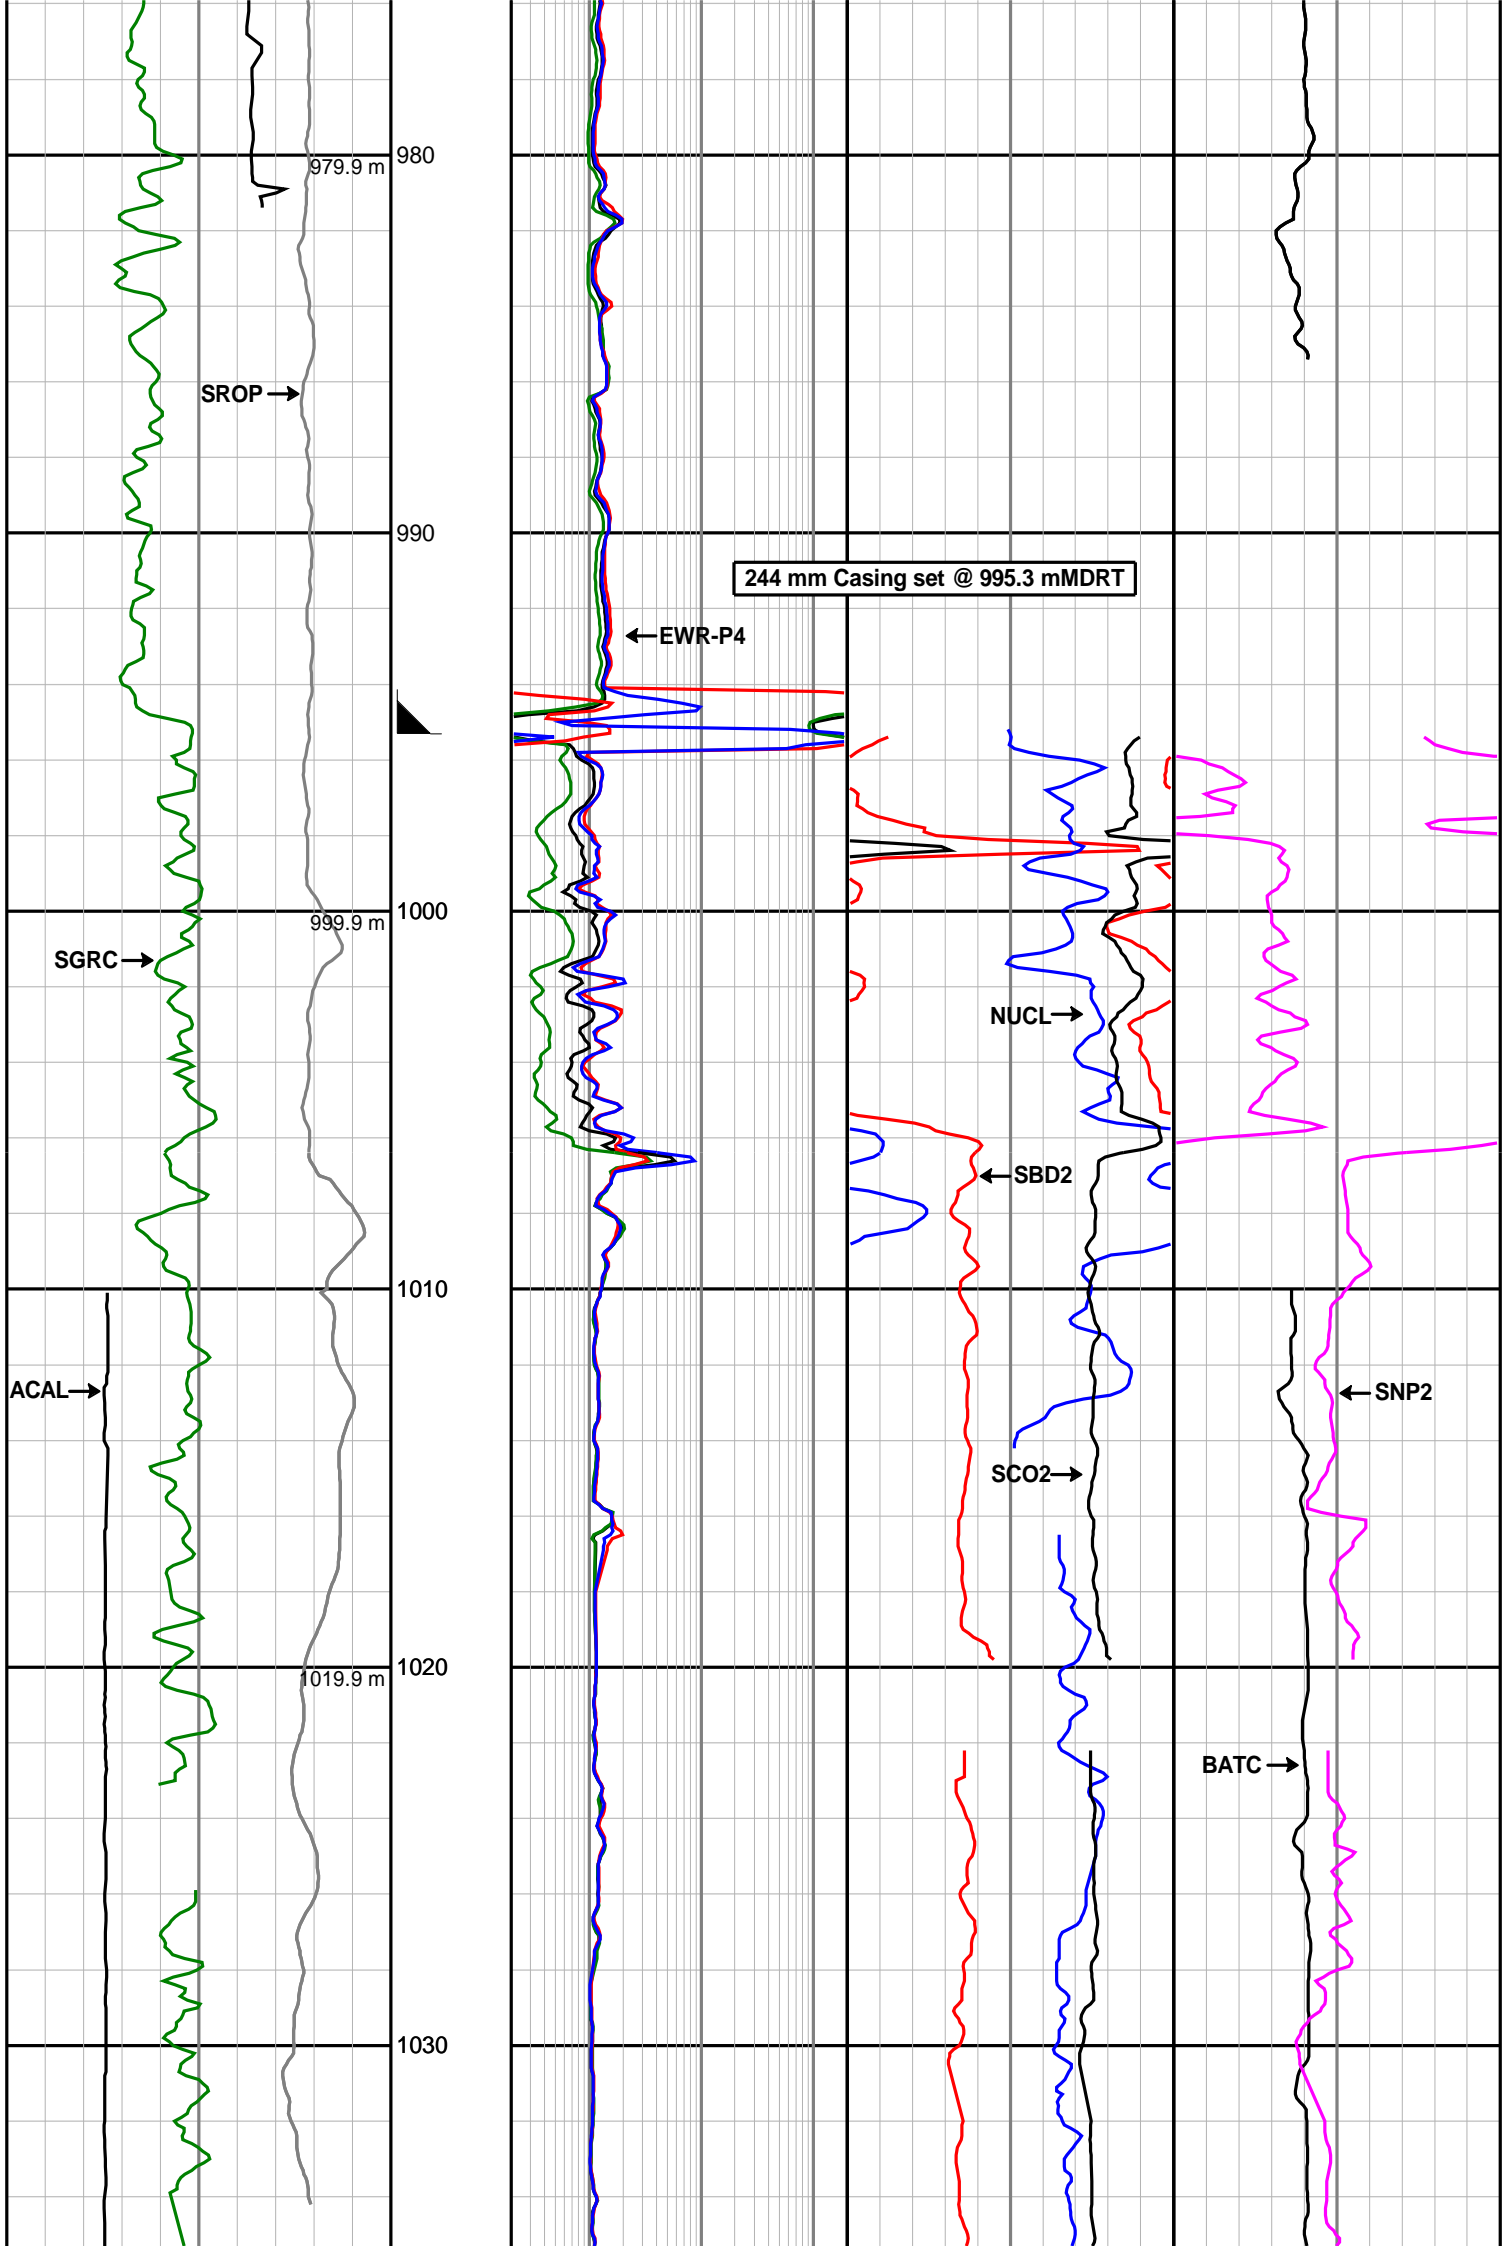 980
979.9 m
SROP
990
244 mm Casing set @ 995.3 mMDRT
EWR-P4
1000
999.9 m
SGRC
NUCL
SBD2
1010
ACAL
SNP2
SCO2
1020
1019.9 m
BATC
1030